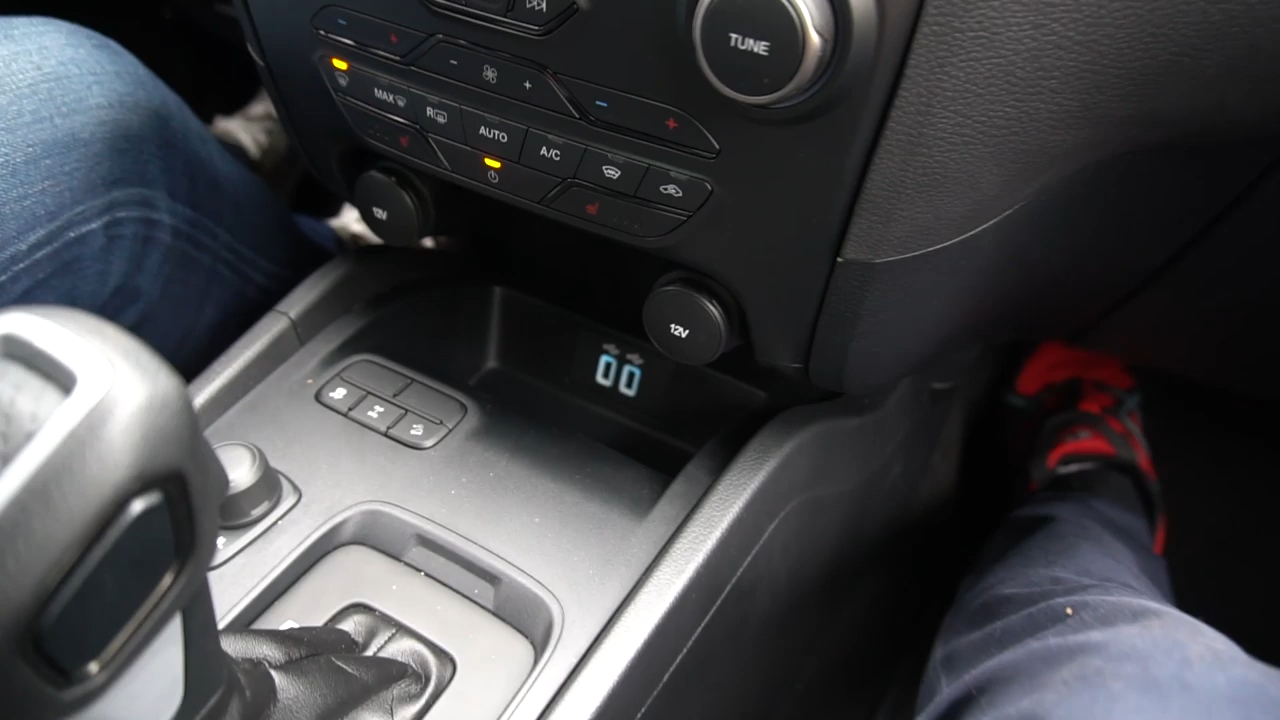 TUNE
- +
- +
- +
MAX
R
AUTO
A/C
12V
12V